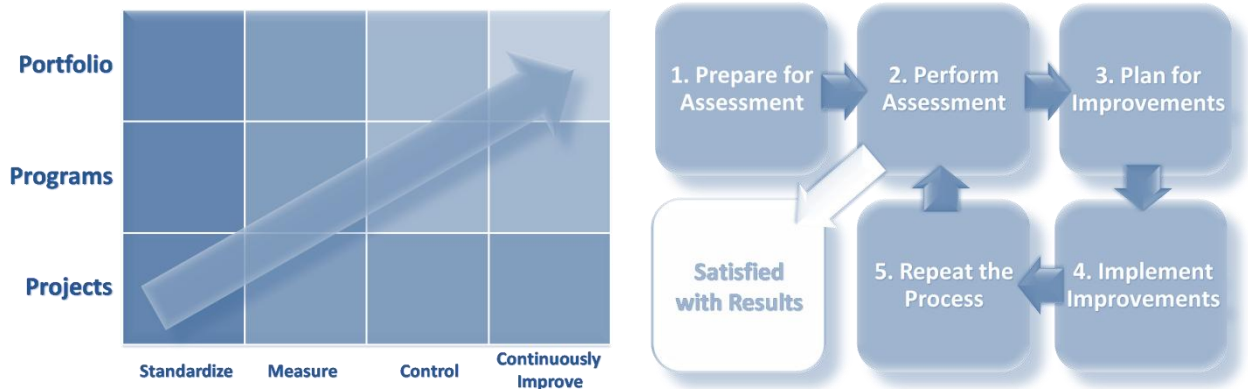 Portfolio
Programs
Projects
Standardize
Measure
Control
Continuously
Improve
1. Prepare for
Assessment
2. Perform
Assessment
3. Plan for
Improvements
Satisfied
with Results
5. Repeat the
Process
4. Implement
Improvements